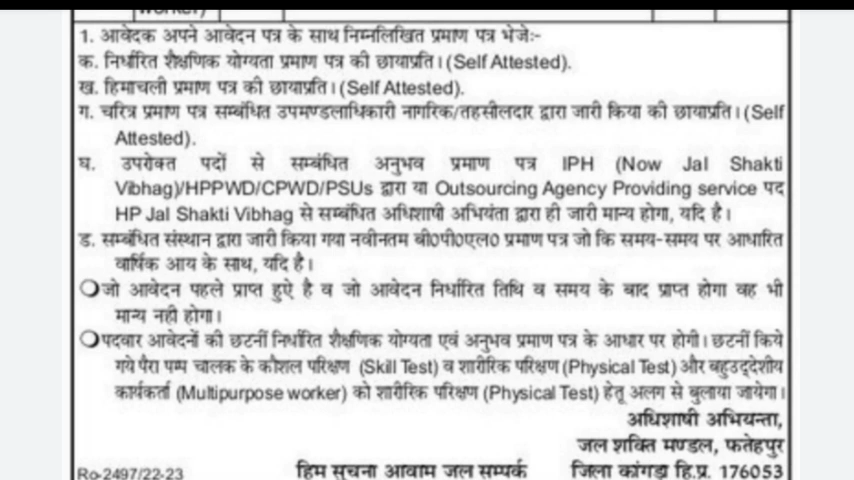 worker)
1. आवेदक अपने आवेदन पत्र के साथ निम्नलिखित प्रमाण पत्र भेजेः-
क. निर्धारित शैक्षणिक योग्यता प्रमाण पत्र की छायाप्रति। (Self Attested).
ख. हिमाचली प्रमाण पत्र की छायाप्रति। (Self Attested).
ग. चरित्र प्रमाण पत्र सम्बंधित उपमण्डलाधिकारी नागरिक/तहसीलदार द्वारा जारी किया की छायाप्रति। (Self
Attested).
घ. उपरोक्त पदों से सम्बंधित अनुभव प्रमाण पत्र IPH (Now Jal Shakti
Vibhag)/HPPWD/CPWD/PSUs द्वारा या Outsourcing Agency Providing service पद
HP Jal Shakti Vibhag से सम्बंधित अधिशाषी अभियंता द्वारा ही जारी मान्य होगा, यदि है।
ड. सम्बंधित संस्थान द्वारा जारी किया गया नवीनतम बी०पी०एल० प्रमाण पत्र जो कि समय-समय पर आधारित
वार्षिक आय के साथ, यदि है।
जो आवेदन पहले प्राप्त हुऐ है व जो आवेदन निर्धारित तिथि व समय के बाद प्राप्त होगा वह भी
मान्य नही होगा।
पदवार आवेदनों की छटनीं निर्धारित शैक्षणिक योग्यता एवं अनुभव प्रमाण पत्र के आधार पर होगी। छटनीं किये
गये पैरा पम्प चालक के कौशल परिक्षण (Skill Test) व शारीरिक परिक्षण (Physical Test) और बहुउद्देशीय
कार्यकर्ता (Multipurpose worker) को शारीरिक परिक्षण (Physical Test) हेतू अलग से बुलाया जायेगा।
अधिशाषी अभियन्ता,
जल शक्ति मण्डल, फतेहपुर
Ro-2497/22-23 हिम सुचना आवाम जल सम्पर्क जिला कांगड़ा हि.प्र. 176053